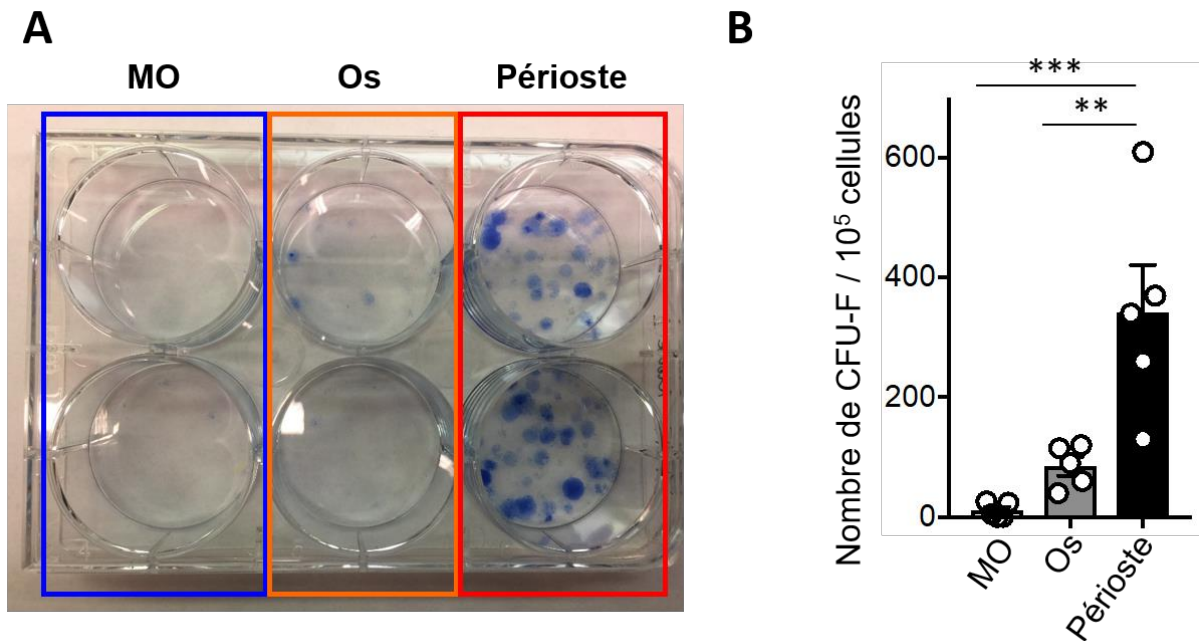 A
MO
Os
Périoste
B
***
**
Nombre de CFU-F / 10⁵ cellules
600
400
200
0
MO
Os
Périoste